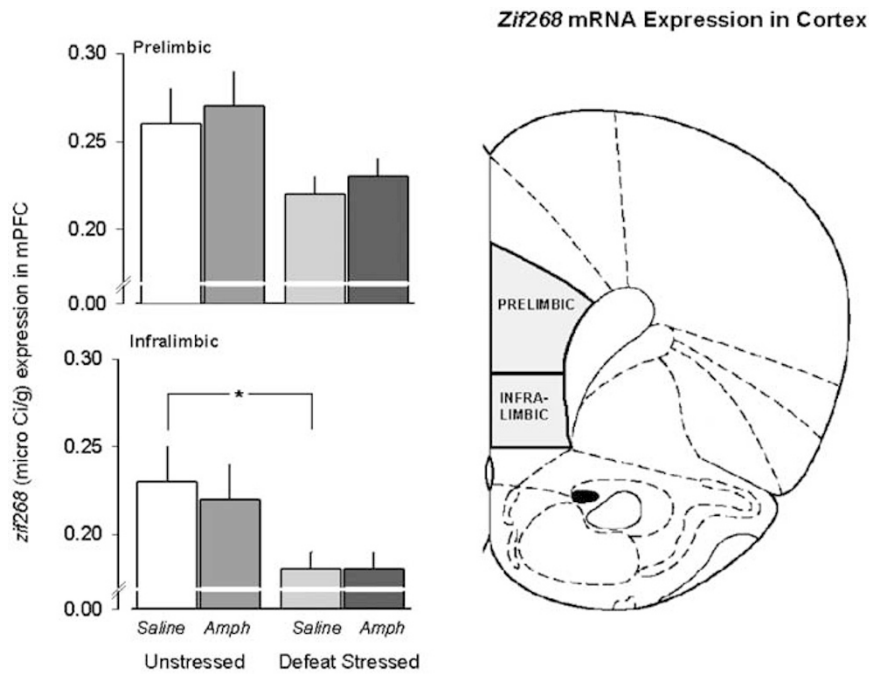 Zif268 mRNA Expression in Cortex
zif268 (micro Ci/g) expression in mPFC
Prelimbic
0.30
0.25
0.20
0.00
Infralimbic
0.30
*
0.25
0.20
0.00
Saline Amph Saline Amph
Unstressed Defeat Stressed
PRELIMBIC
INFRA-
LIMBIC